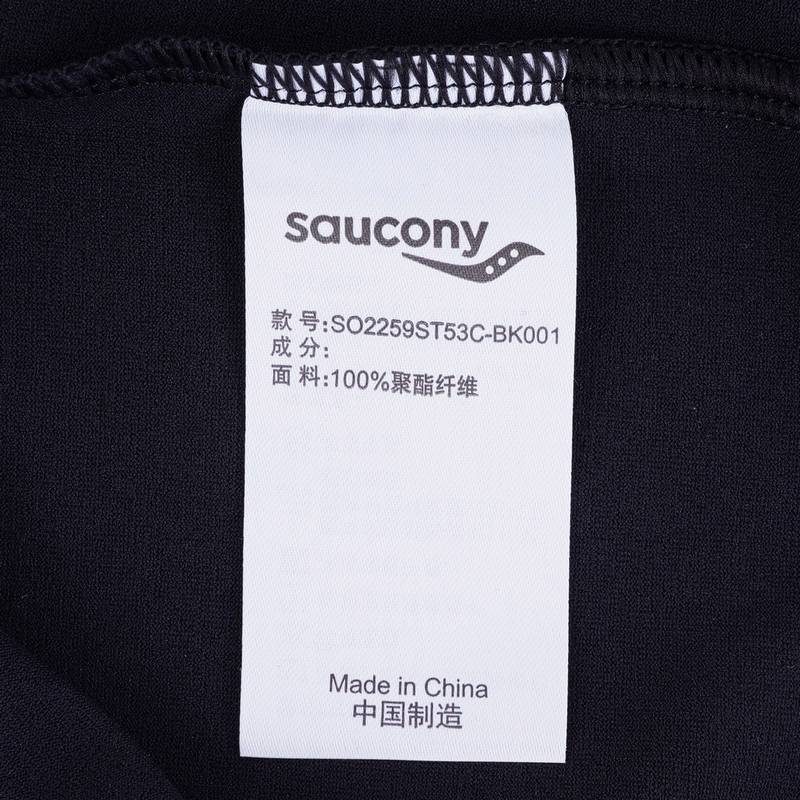 saucony
款号:SO2259ST53C-BK001
成分:
面料:100%聚酯纤维
Made in China
中国制造